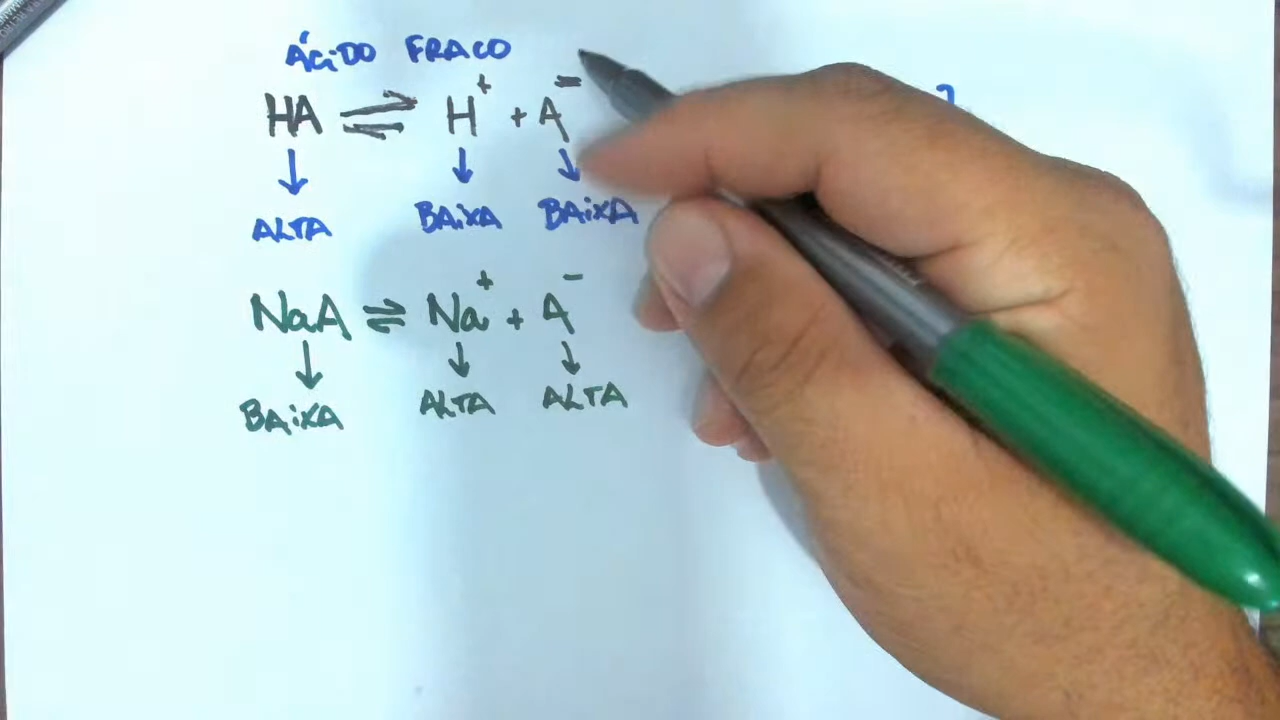 ÁCiDO FRACO
HA ⇌ H⁺ + A⁻
↓ ↓ ↓
ALTA BAiXA BAiXA
NaA ⇌ Na⁺ + A⁻
↓ ↓ ↓
BAiXA ALTA ALTA